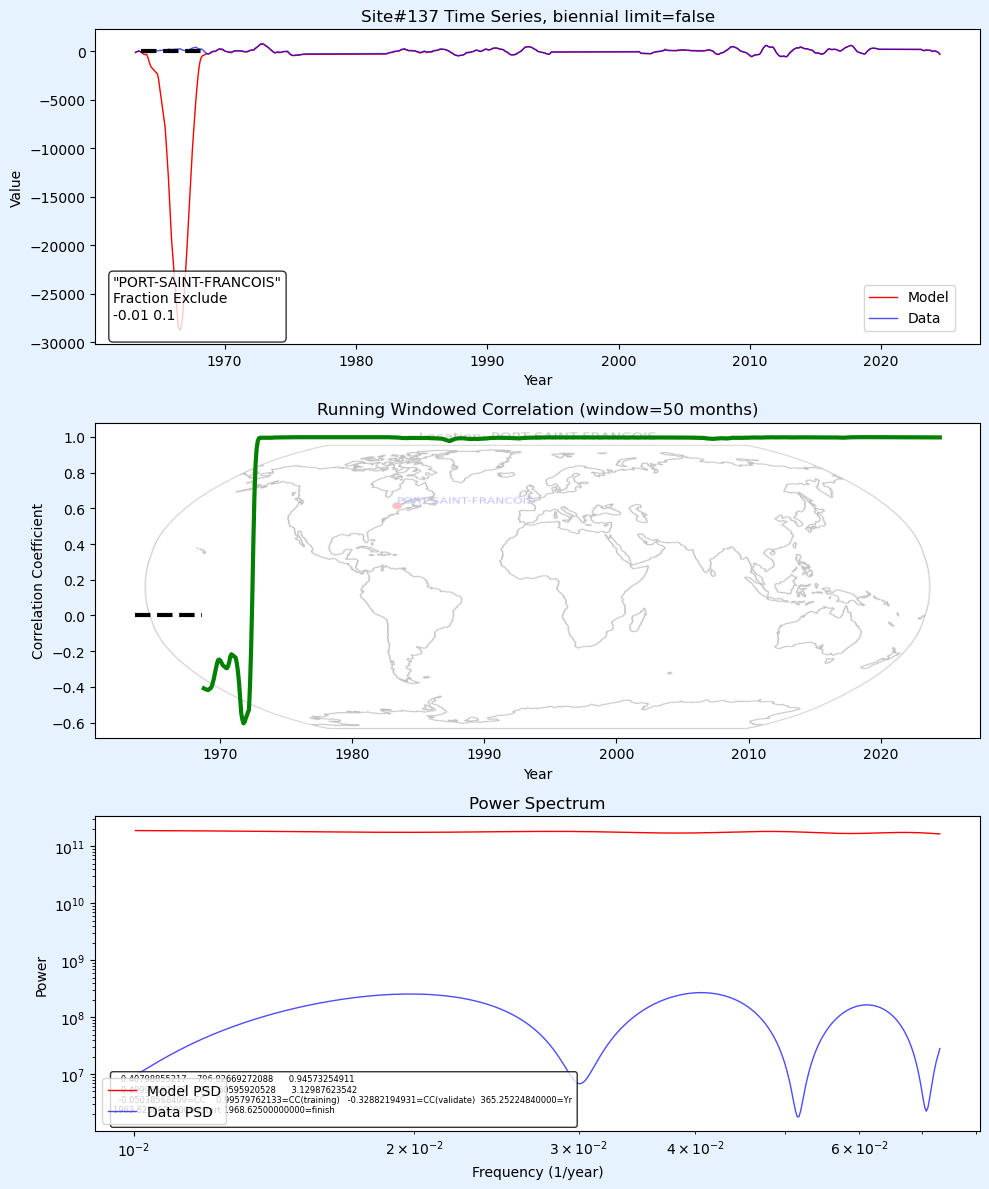 Site#137 Time Series, biennial limit=false
0
−5000
−10000
−15000
−20000
−25000
−30000
Value
"PORT-SAINT-FRANCOIS"
Fraction Exclude
-0.01 0.1
Model
Data
1970
1980
1990
2000
2010
2020
Year
Running Windowed Correlation (window=50 months)
Location: PORT-SAINT-FRANCOIS
PORT-SAINT-FRANCOIS
1.0
0.8
0.6
0.4
0.2
0.0
−0.2
−0.4
−0.6
Correlation Coefficient
1970
1980
1990
2000
2010
2020
Year
Power Spectrum
10¹¹
10¹⁰
10⁹
10⁸
10⁷
Power
0.94573254911
3.12987623542
-0.05038568409=CC 0.99579762133=CC(training) -0.32882194931=CC(validate) 365.25224840000=Yr
1968.62500000000=finish
Model PSD
Data PSD
10⁻²
2 × 10⁻²
3 × 10⁻²
4 × 10⁻²
6 × 10⁻²
Frequency (1/year)